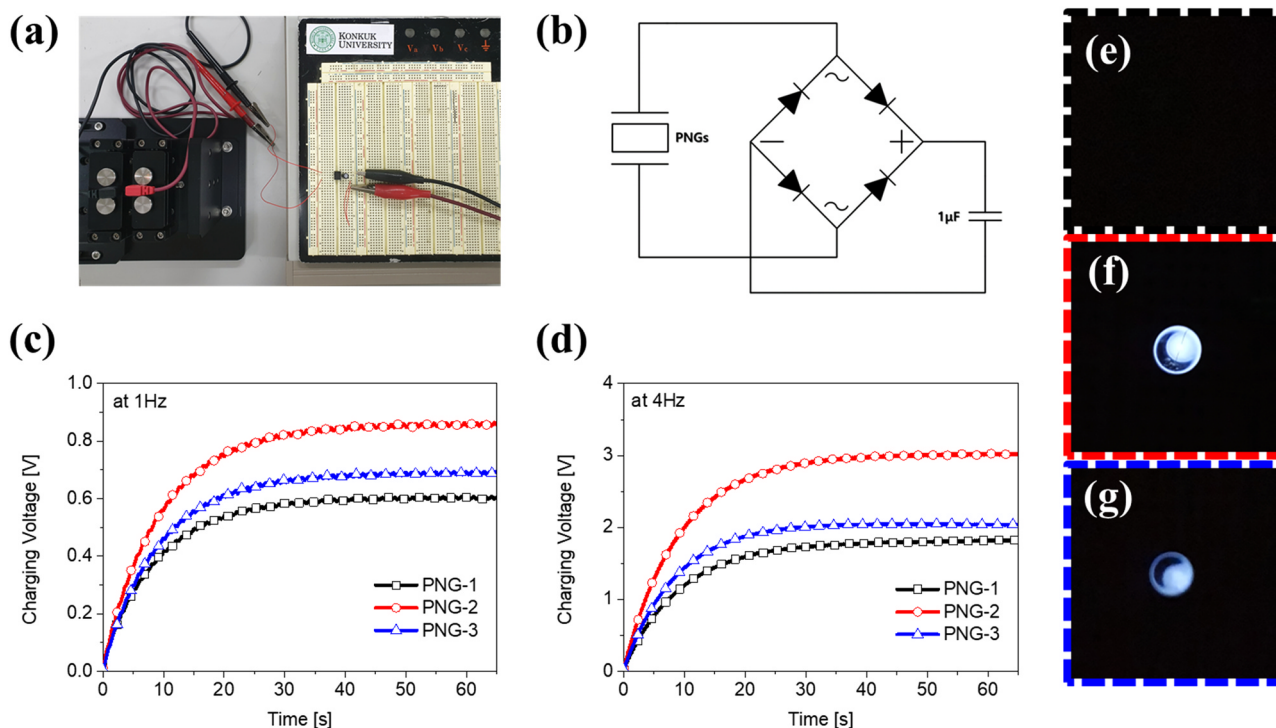 (a)
KONKUK
UNIVERSITY
Va Vb Vc
(b)
PNGs
1μF
(c)
at 1Hz
Charging Voltage [V]
1.0
0.8
0.6
0.4
0.2
0.0
PNG-1
PNG-2
PNG-3
0 10 20 30 40 50 60
Time [s]
(d)
at 4Hz
Charging Voltage [V]
4
3
2
1
0
PNG-1
PNG-2
PNG-3
0 10 20 30 40 50 60
Time [s]
(e)
(f)
(g)